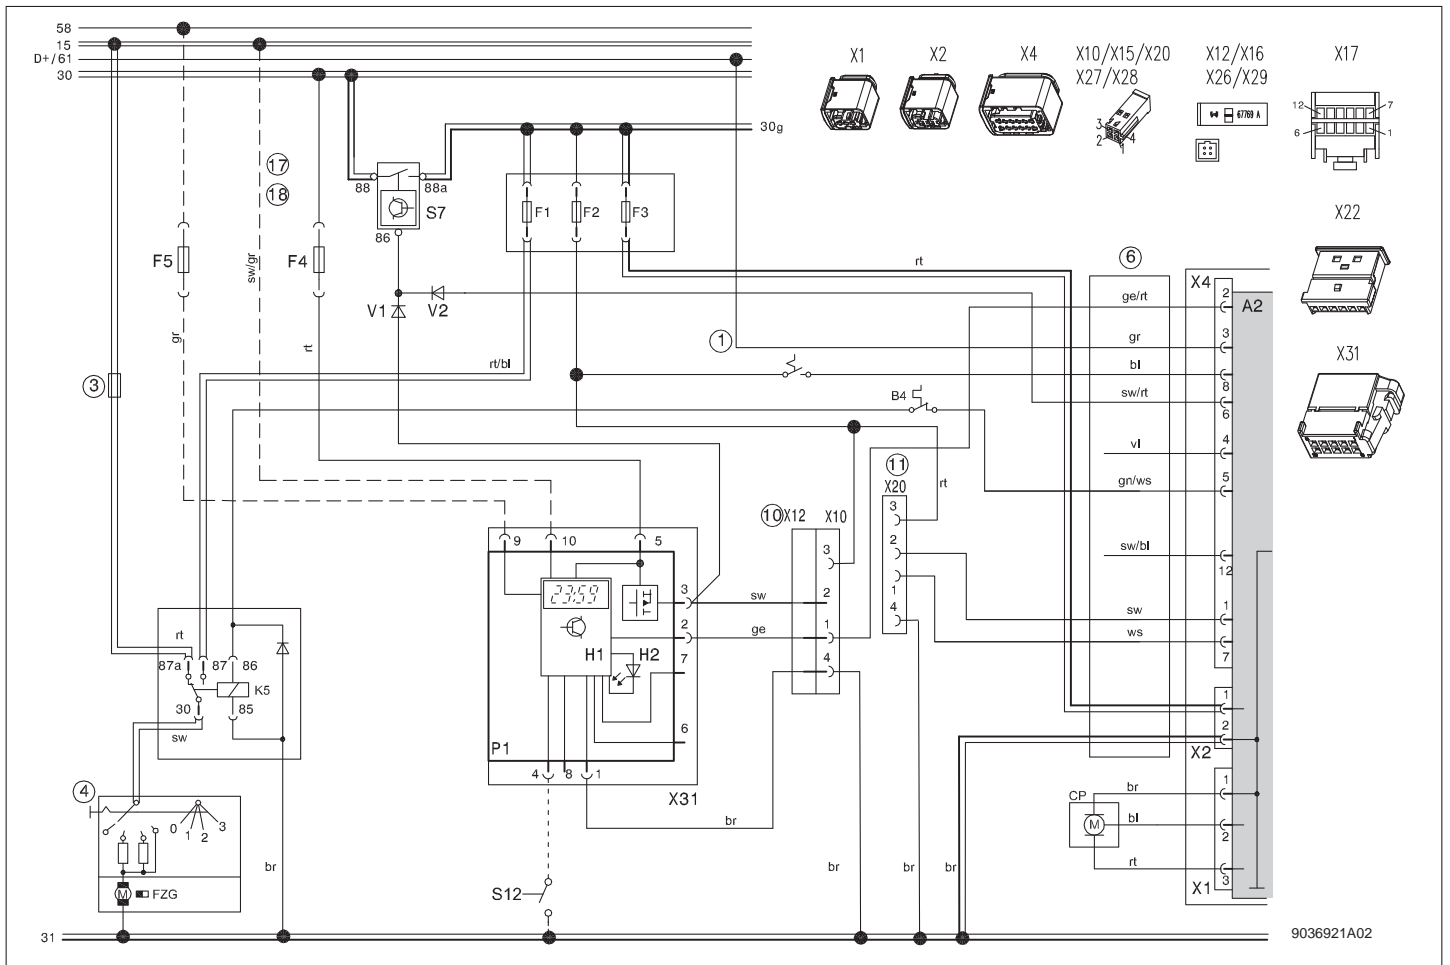 58
15
D+/61
30
30g
X1
X2
X4
X10/X15/X20
X27/X28
X12/X16
X26/X29
X17
3
2
4
1
67769 A
12
7
6
1
X22
X31
17
18
88
88a
S7
86
F1
F2
F3
F5
F4
sw/gr
gr
rt
V1
V2
rt/bl
rt
1
3
6
X4
A2
ge/rt
2
gr
3
bl
8
sw/rt
6
B4
vl
4
gn/ws
5
sw/bl
12
sw
1
ws
7
11
X20
rt
3
2
1
4
10
X12
X10
3
2
1
4
9
10
5
23:59
3
2
7
6
H1
H2
P1
4
8
1
X31
sw
ge
br
rt
87a
87
86
K5
30
85
sw
4
0
1
2
3
M
FZG
br
S12
br
br
br
1
2
X2
1
2
3
X1
CP
M
br
bl
rt
31
9036921A02